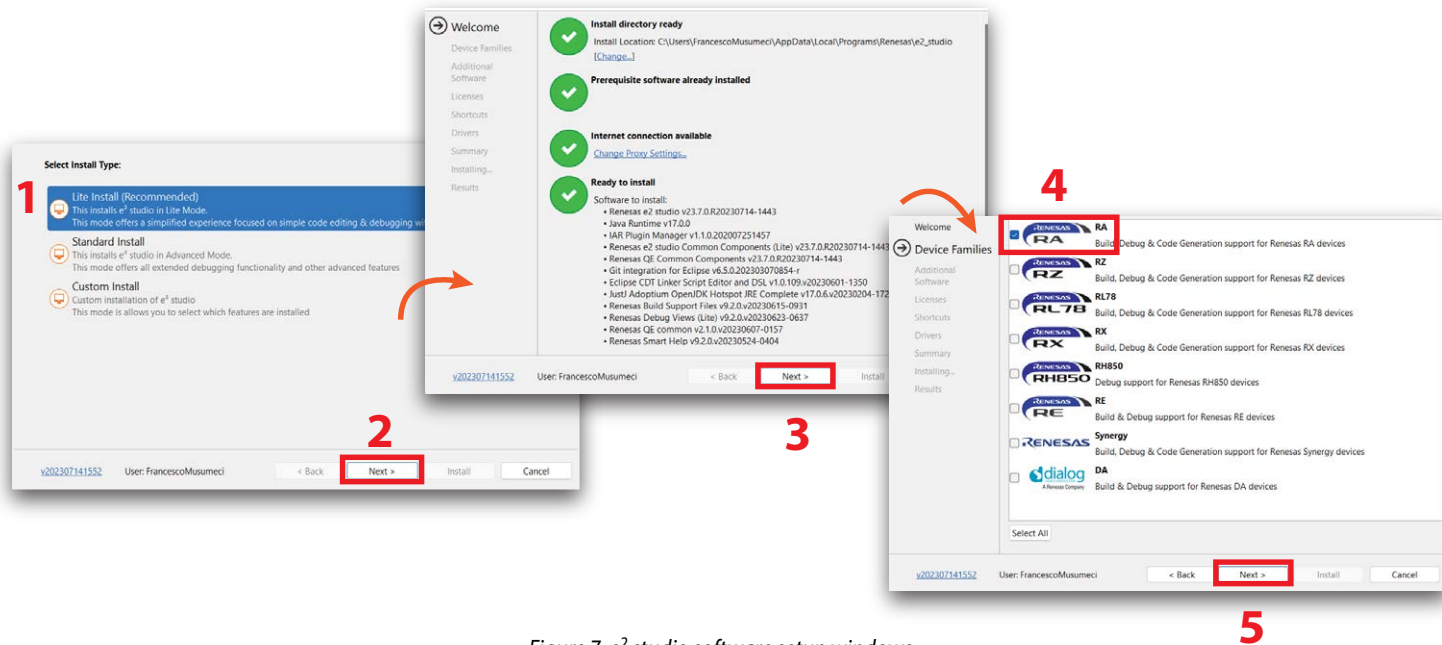 1
Select Install Type:
Lite Install (Recommended)
This installs e² studio in Lite Mode.
This mode offers a simplified experience focused on simple code editing & debugging
Standard Install
This installs e² studio in Advanced Mode.
This mode offers all extended debugging functionality and other advanced features
Custom Install
Custom installation of e² studio
This mode is allows you to select which features are installed
2
v202307141552 User: FrancescoMusumeci < Back Next > Install Cancel
Welcome
Device Families
Additional
Software
Licenses
Shortcuts
Drivers
Summary
Installing...
Results
Install directory ready
Install Location: C:\Users\FrancescoMusumeci\AppData\Local\Programs\Renesas\e2_studio
[Change...]
Prerequisite software already installed
Internet connection available
Change Proxy Settings...
Ready to install
Software to install:
• Renesas e2 studio v23.7.0.R20230714-1443
• Java Runtime v17.0.0
• IAR Plugin Manager v1.1.0.202007251457
• Renesas e2 studio Common Components (Lite) v23.7.0.R20230714-1443
• Renesas QE Common Components v23.7.0.R20230714-1443
• Git integration for Eclipse v6.5.0.202303070854-r
• Eclipse CDT Linker Script Editor and DSL v1.0.109.v20230601-1350
• JustJ Adoptium OpenJDK Hotspot JRE Complete v17.0.6.v20230204-172
• Renesas Build Support Files v9.2.0.v20230615-0931
• Renesas Debug Views (Lite) v9.2.0.v20230623-0637
• Renesas QE common v2.1.0.v20230607-0157
• Renesas Smart Help v9.2.0.v20230524-0404
v202307141552 User: FrancescoMusumeci < Back Next > Install
3
4
Welcome
Device Families
Additional
Software
Licenses
Shortcuts
Drivers
Summary
Installing...
Results
RENESAS RA
RA
Build, Debug & Code Generation support for Renesas RA devices
RENESAS RZ
RZ
Build, Debug & Code Generation support for Renesas RZ devices
RENESAS RL78
RL78
Build, Debug & Code Generation support for Renesas RL78 devices
RENESAS RX
RX
Build, Debug & Code Generation support for Renesas RX devices
RENESAS RH850
RH850
Debug support for Renesas RH850 devices
RENESAS RE
RE
Build & Debug support for Renesas RE devices
RENESAS
Synergy
Build, Debug & Code Generation support for Renesas Synergy devices
dialog
A Renesas Company
DA
Build & Debug support for Renesas DA devices
Select All
v202307141552 User: FrancescoMusumeci < Back Next > Install Cancel
5